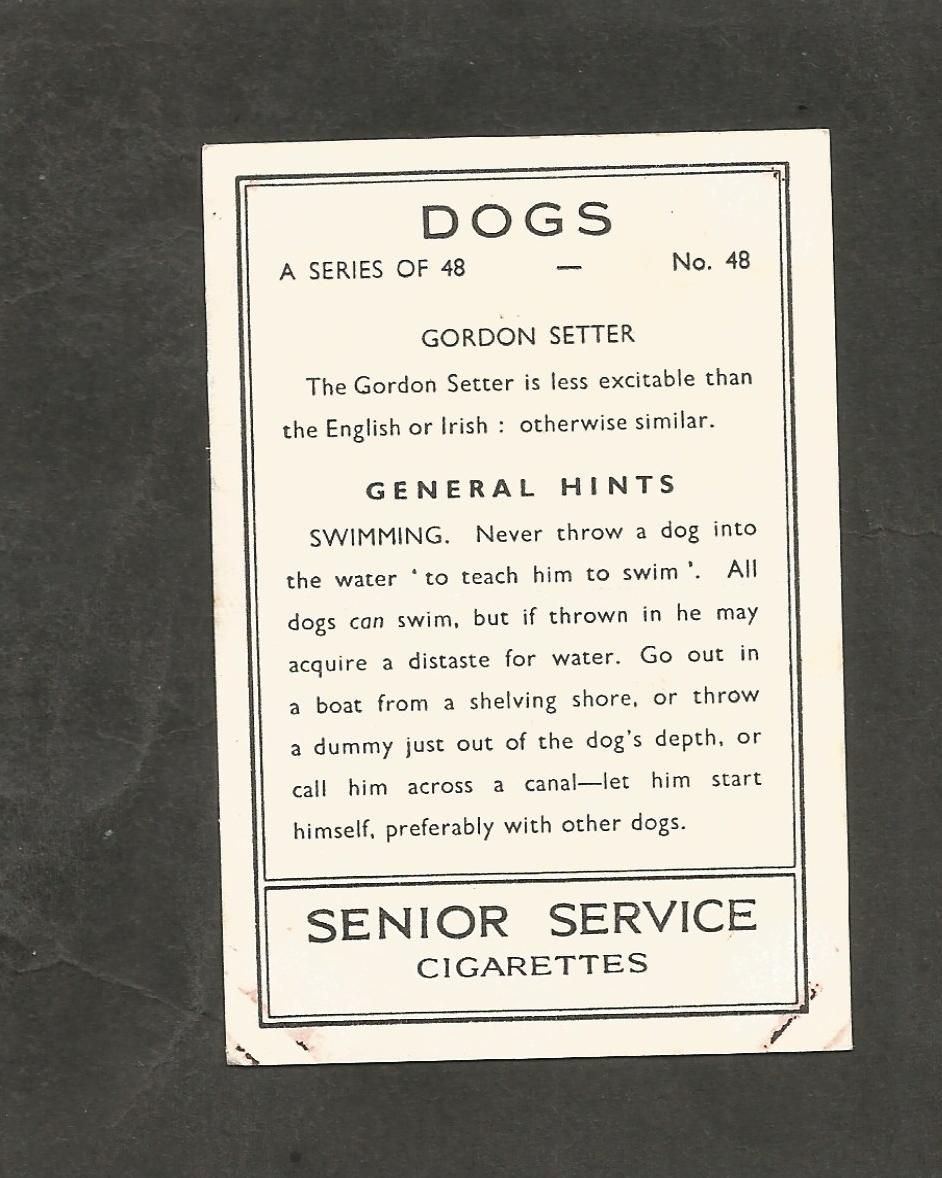 DOGS
A SERIES OF 48 — No. 48
GORDON SETTER
The Gordon Setter is less excitable than
the English or Irish : otherwise similar.
GENERAL HINTS
SWIMMING. Never throw a dog into
the water ‘ to teach him to swim ’. All
dogs can swim, but if thrown in he may
acquire a distaste for water. Go out in
a boat from a shelving shore, or throw
a dummy just out of the dog's depth, or
call him across a canal—let him start
himself, preferably with other dogs.
SENIOR SERVICE
CIGARETTES